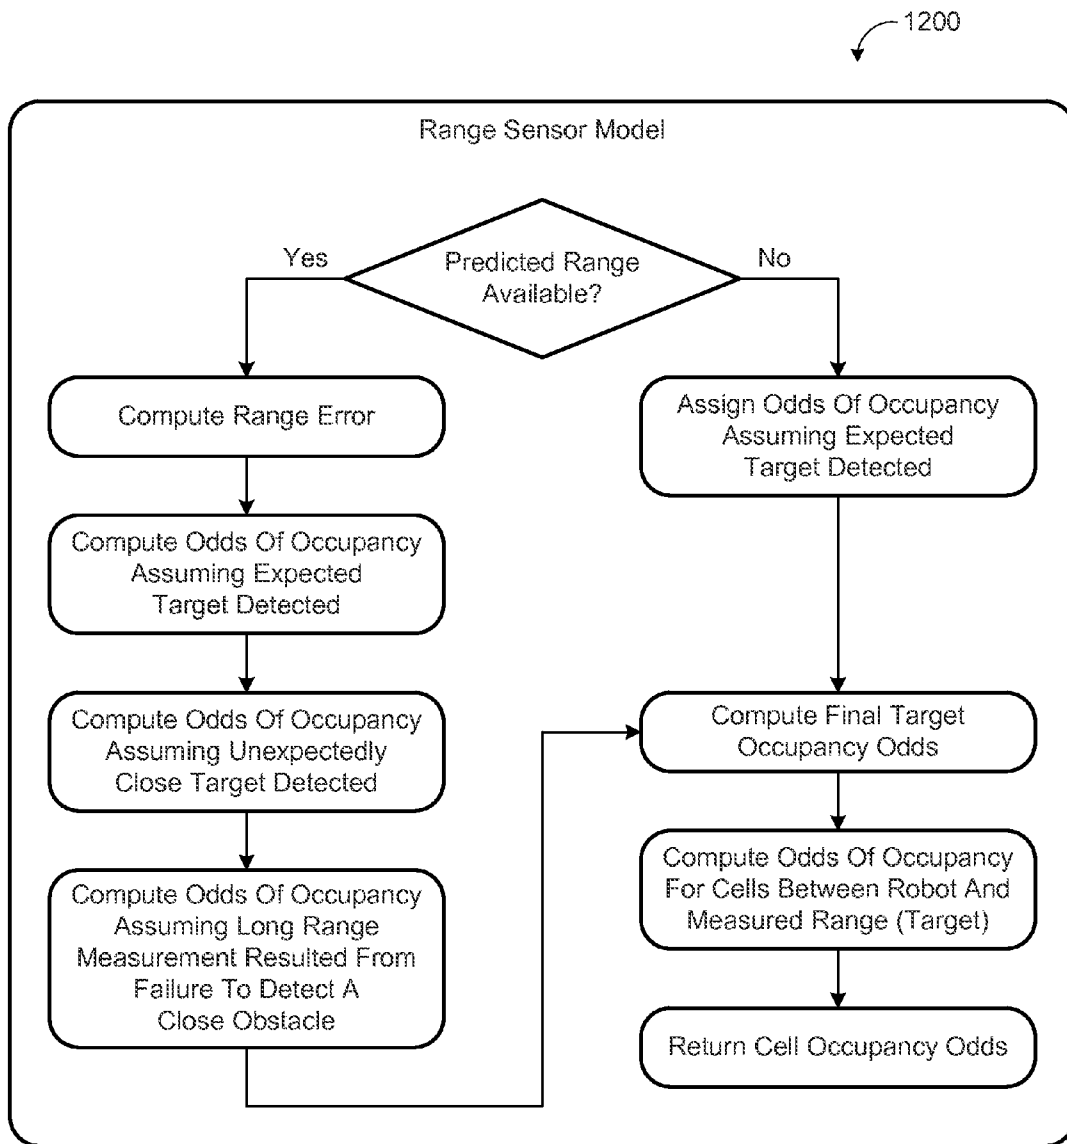 1200
Range Sensor Model
Predicted Range
Available?
Yes
No
Compute Range Error
Compute Odds Of Occupancy
Assuming Expected
Target Detected
Compute Odds Of Occupancy
Assuming Unexpectedly
Close Target Detected
Compute Odds Of Occupancy
Assuming Long Range
Measurement Resulted From
Failure To Detect A
Close Obstacle
Assign Odds Of Occupancy
Assuming Expected
Target Detected
Compute Final Target
Occupancy Odds
Compute Odds Of Occupancy
For Cells Between Robot And
Measured Range (Target)
Return Cell Occupancy Odds